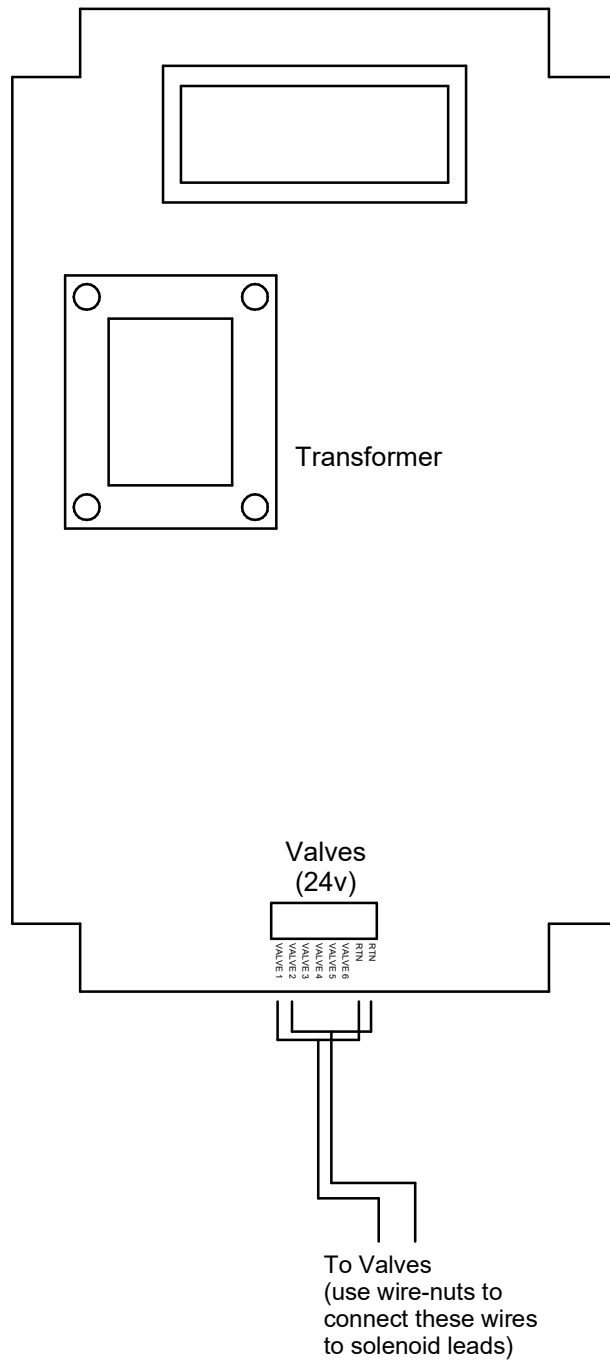 Transformer
Valves
(24v)
VALVE 1
VALVE 2
VALVE 3
VALVE 4
VALVE 5
VALVE 6
RTN
RTN
To Valves
(use wire-nuts to
connect these wires
to solenoid leads)